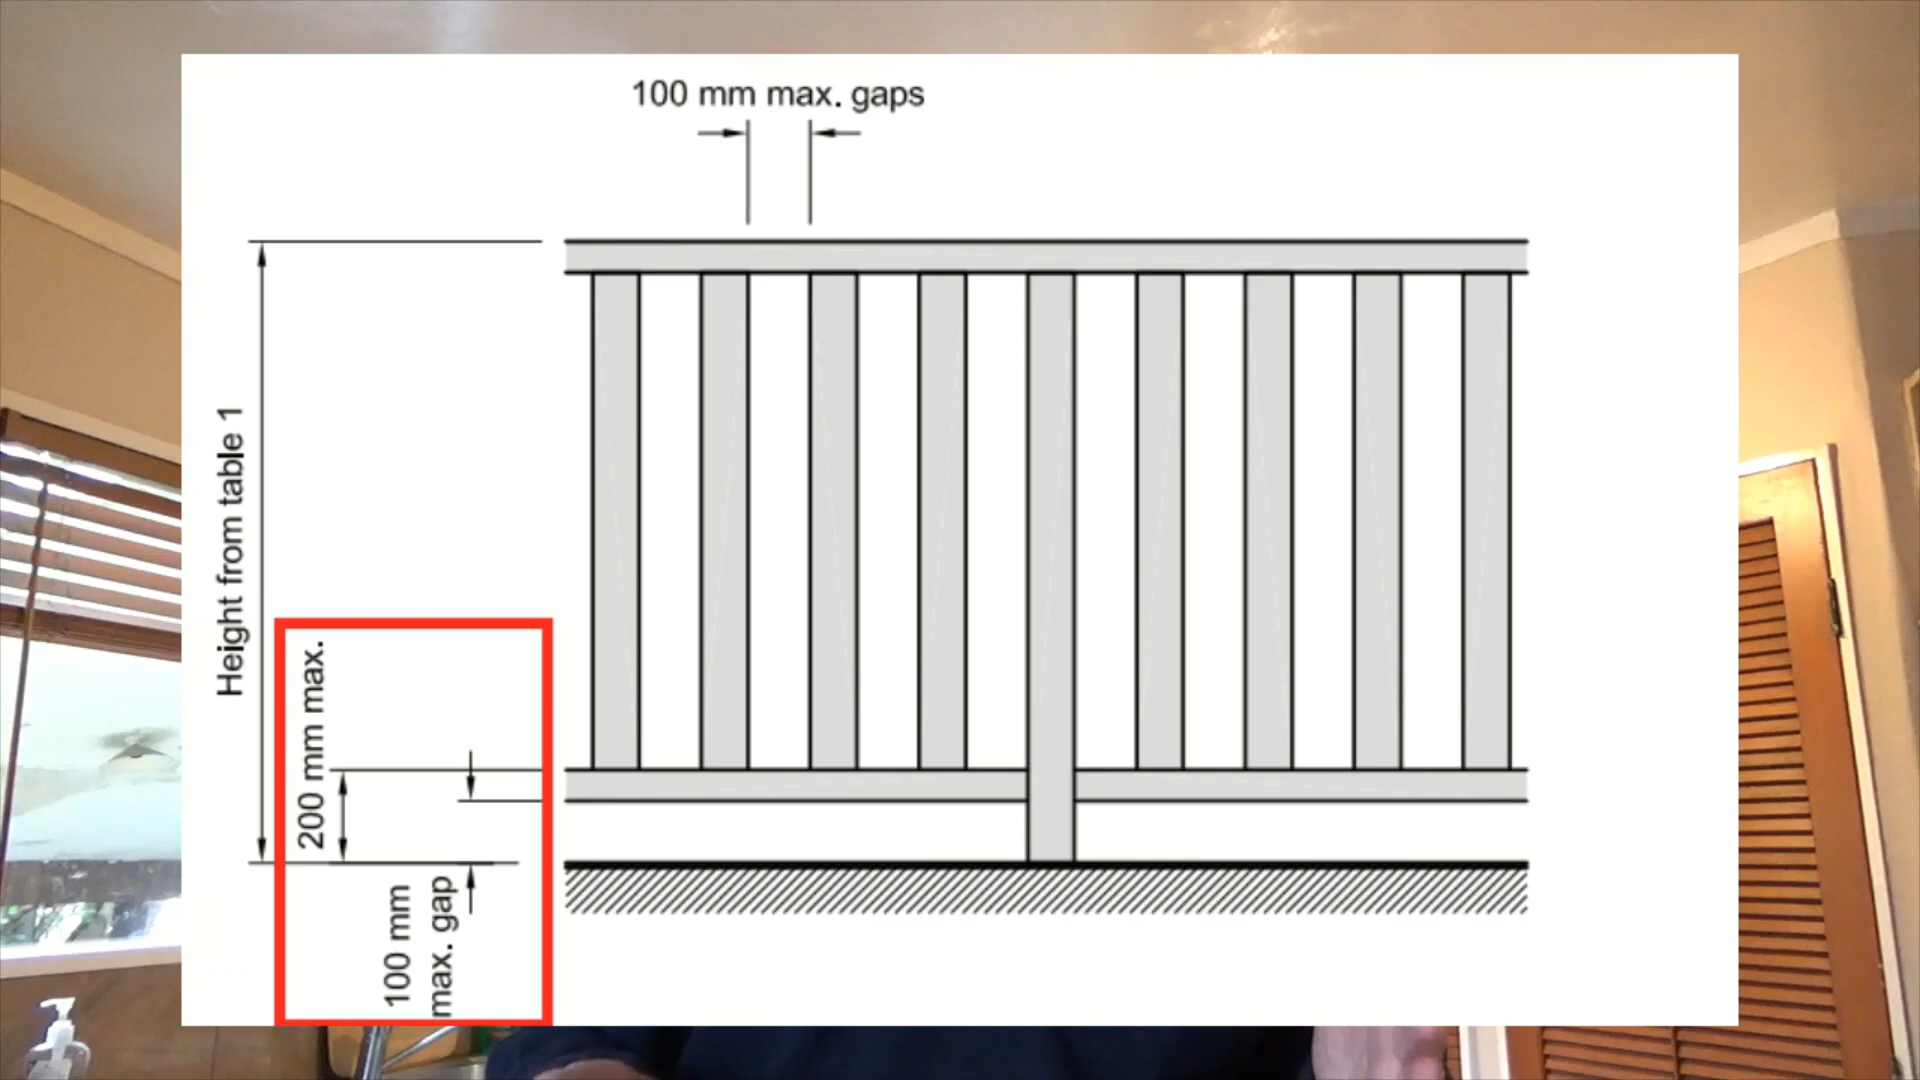 100 mm max. gaps
Height from table 1
200 mm max.
100 mm
max. gap